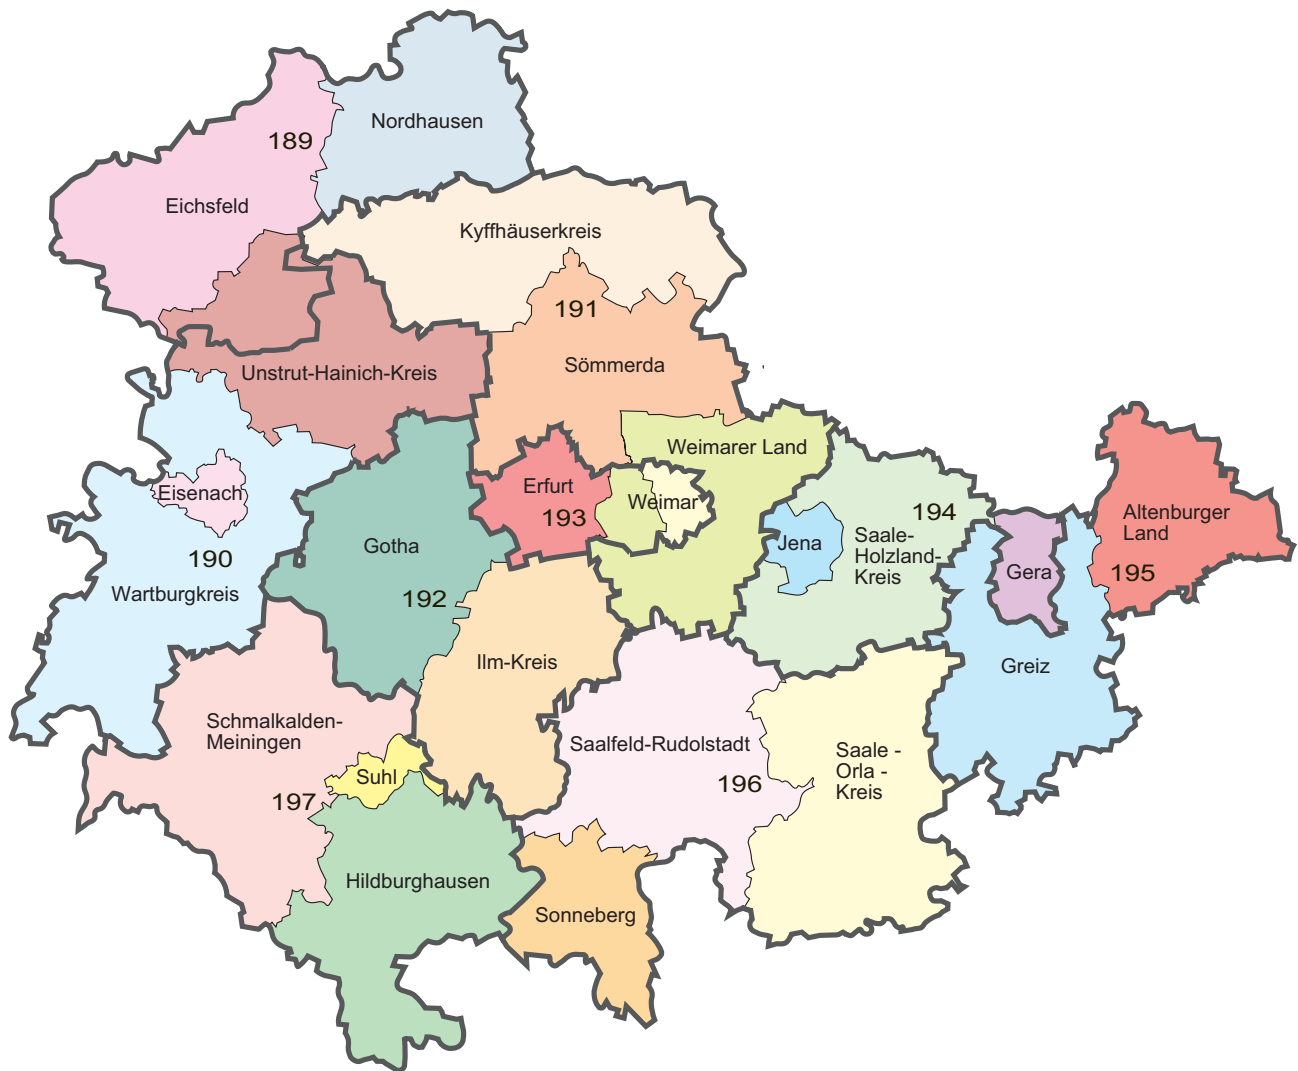 Nordhausen
189
Eichsfeld
Kyffhäuserkreis
191
Sömmerda
Unstrut-Hainich-Kreis
Weimarer Land
Eisenach
Erfurt
193
Weimar
194
Altenburger
Land
Jena
Saale-
Holzland-
Kreis
Gotha
190
Wartburgkreis
192
Gera
195
Ilm-Kreis
Greiz
Schmalkalden-
Meiningen
Saalfeld-Rudolstadt
Saale -
Orla -
Kreis
Suhl
196
197
Hildburghausen
Sonneberg